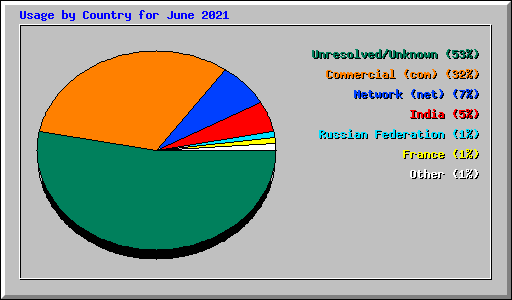 Usage by Country for June 2021
Unresolved/Unknown (53%)
Commercial (com) (32%)
Network (net) (7%)
India (5%)
Russian Federation (1%)
France (1%)
Other (1%)